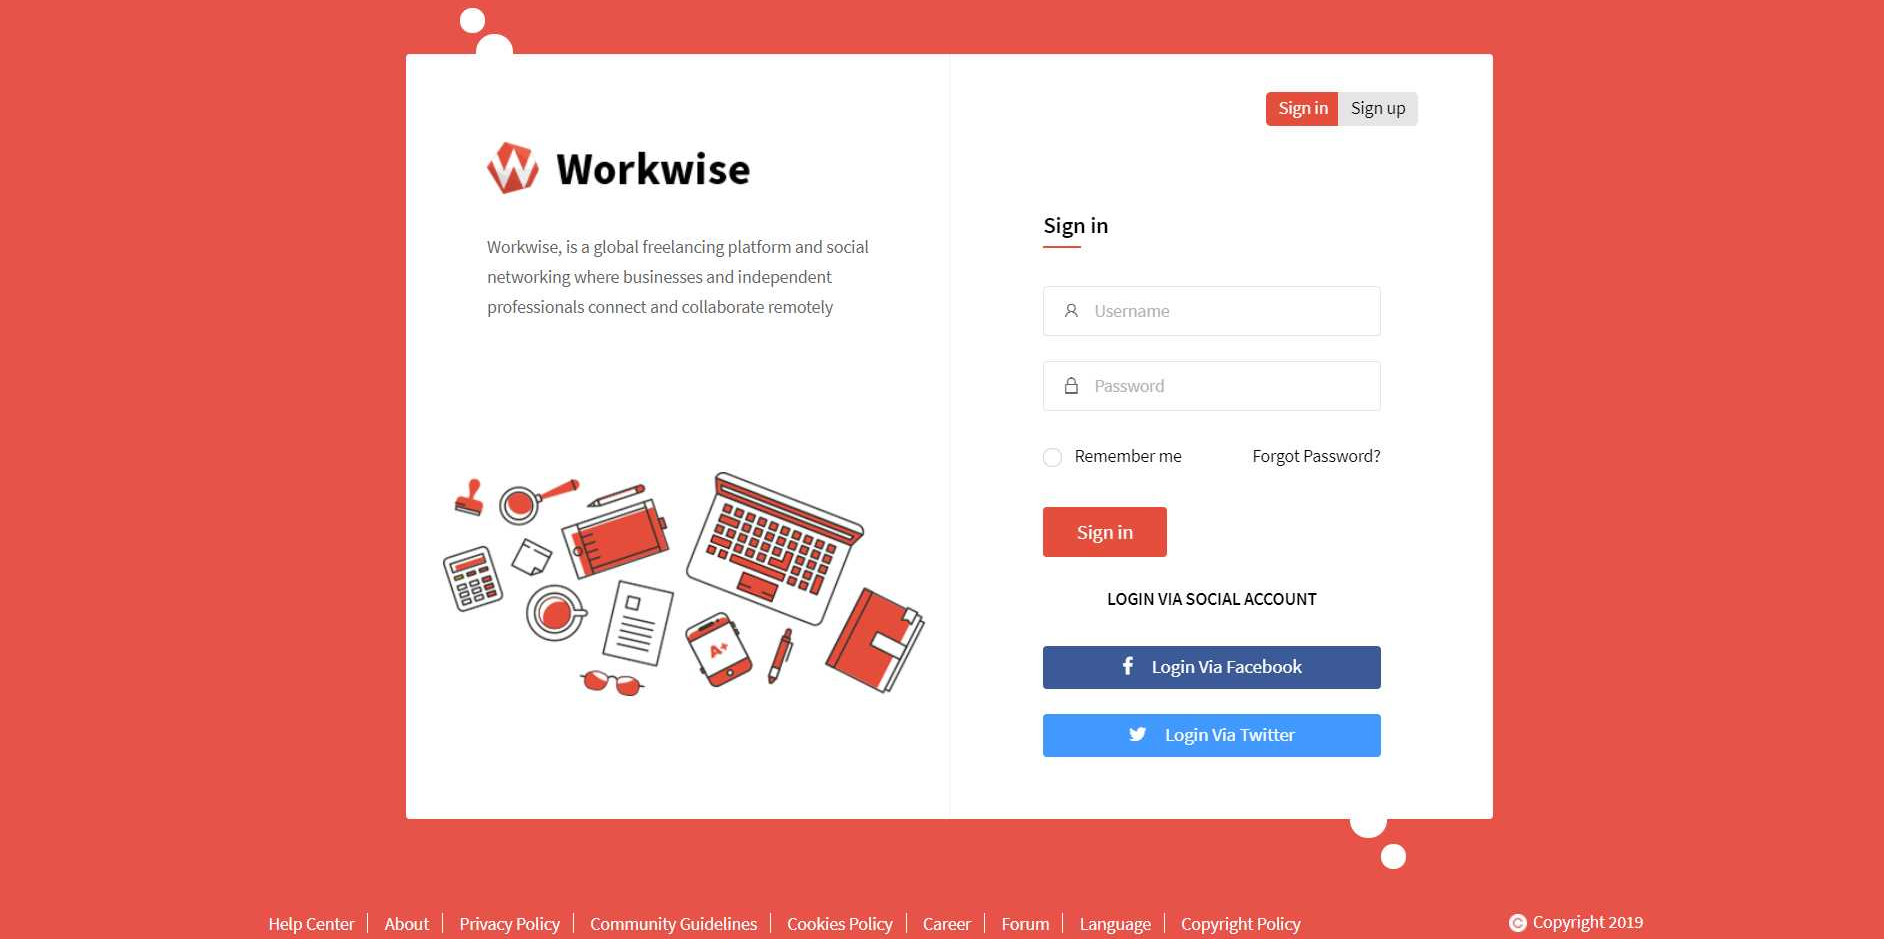 Sign in
Sign up
Workwise
Workwise, is a global freelancing platform and social
networking where businesses and independent
professionals connect and collaborate remotely
A+
Sign in
Username
Password
Remember me
Forgot Password?
Sign in
LOGIN VIA SOCIAL ACCOUNT
Login Via Facebook
Login Via Twitter
Help Center
About
Privacy Policy
Community Guidelines
Cookies Policy
Career
Forum
Language
Copyright Policy
© Copyright 2019